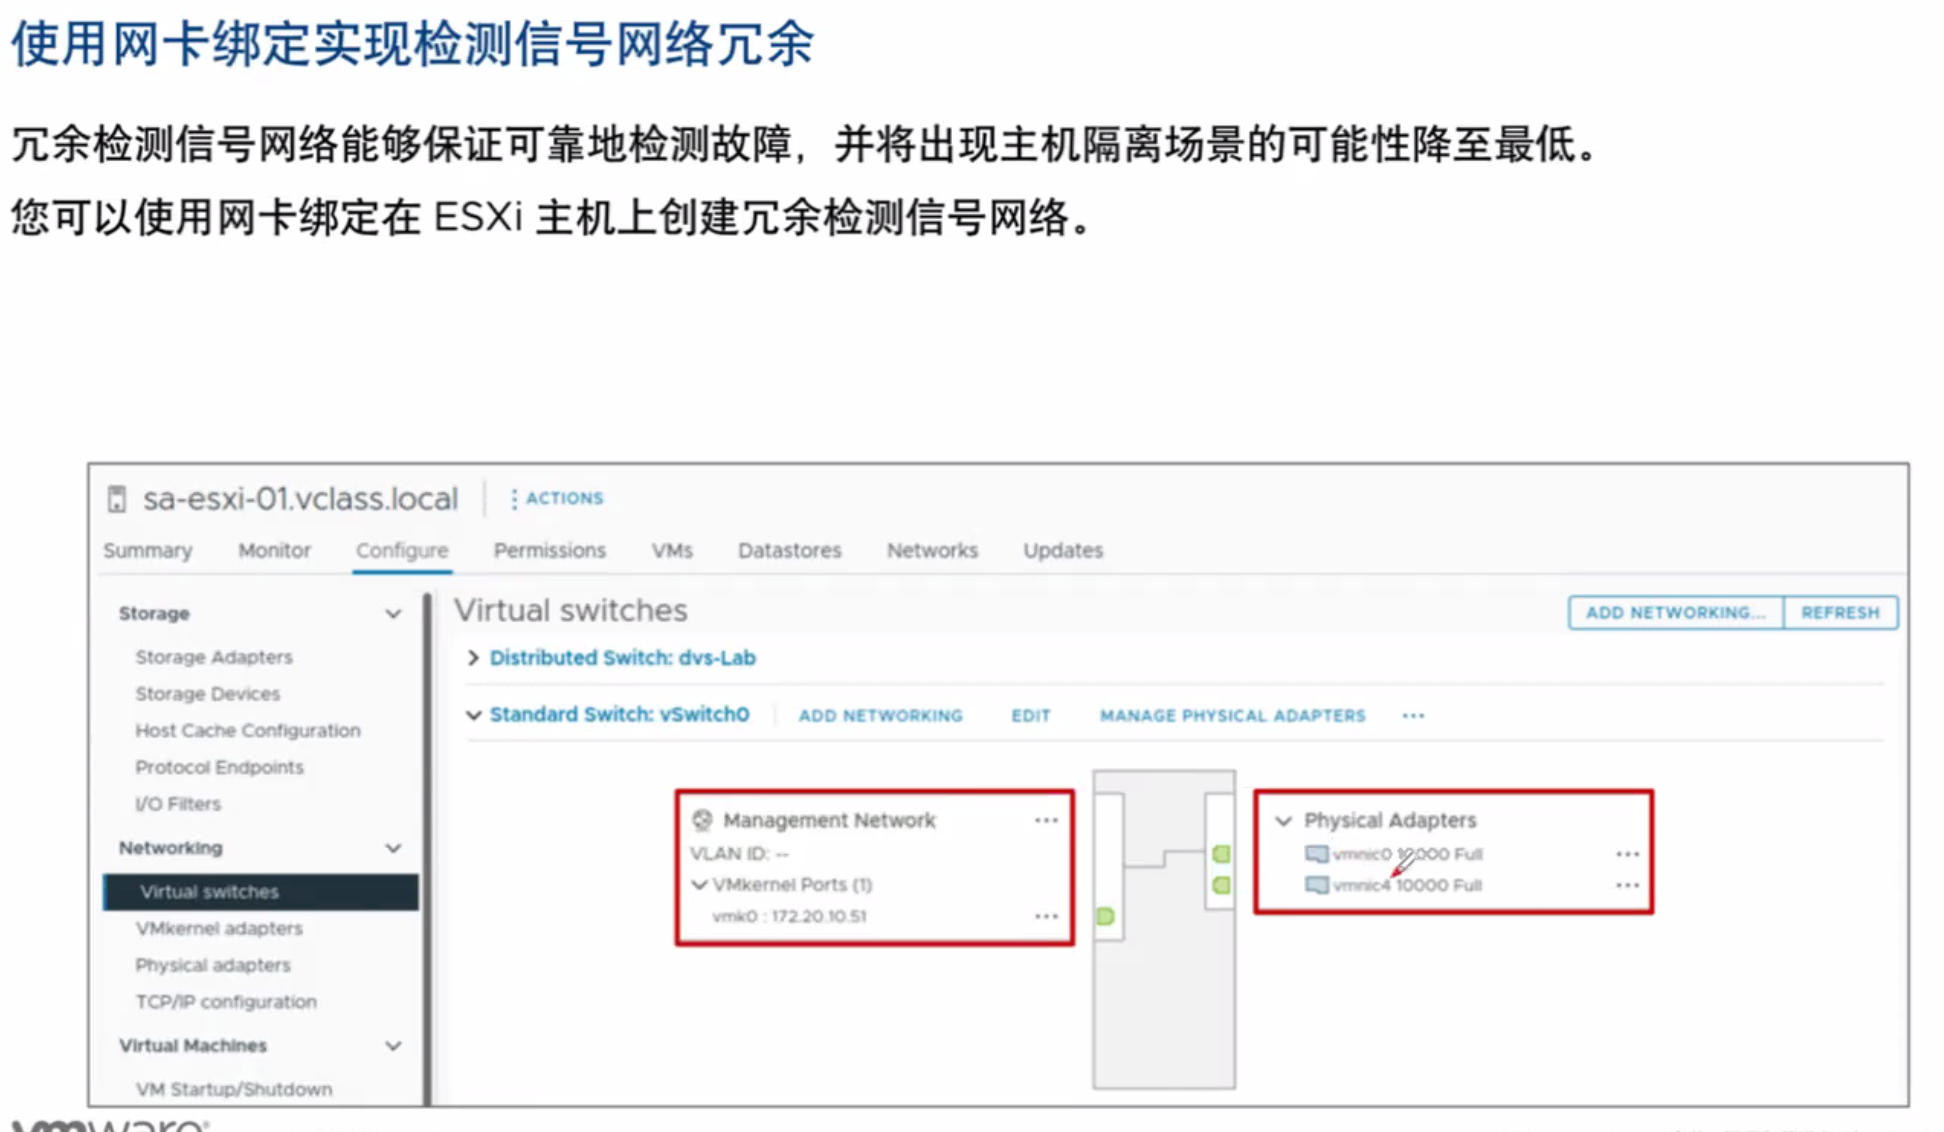 使用网卡绑定实现检测信号网络冗余
冗余检测信号网络能够保证可靠地检测故障，并将出现主机隔离场景的可能性降至最低。
您可以使用网卡绑定在 ESXi 主机上创建冗余检测信号网络。
sa-esxi-01.vclass.local ACTIONS
Summary Monitor Configure Permissions VMs Datastores Networks Updates
Storage
Storage Adapters
Storage Devices
Host Cache Configuration
Protocol Endpoints
I/O Filters
Networking
Virtual switches
VMkernel adapters
Physical adapters
TCP/IP configuration
Virtual Machines
VM Startup/Shutdown
Virtual switches
ADD NETWORKING... REFRESH
Distributed Switch: dvs-Lab
Standard Switch: vSwitch0 ADD NETWORKING EDIT MANAGE PHYSICAL ADAPTERS ...
Management Network ...
VLAN ID: --
VMkernel Ports (1)
vmk0 : 172.20.10.51 ...
Physical Adapters
vmnic0 10000 Full ...
vmnic4 10000 Full ...
vmware